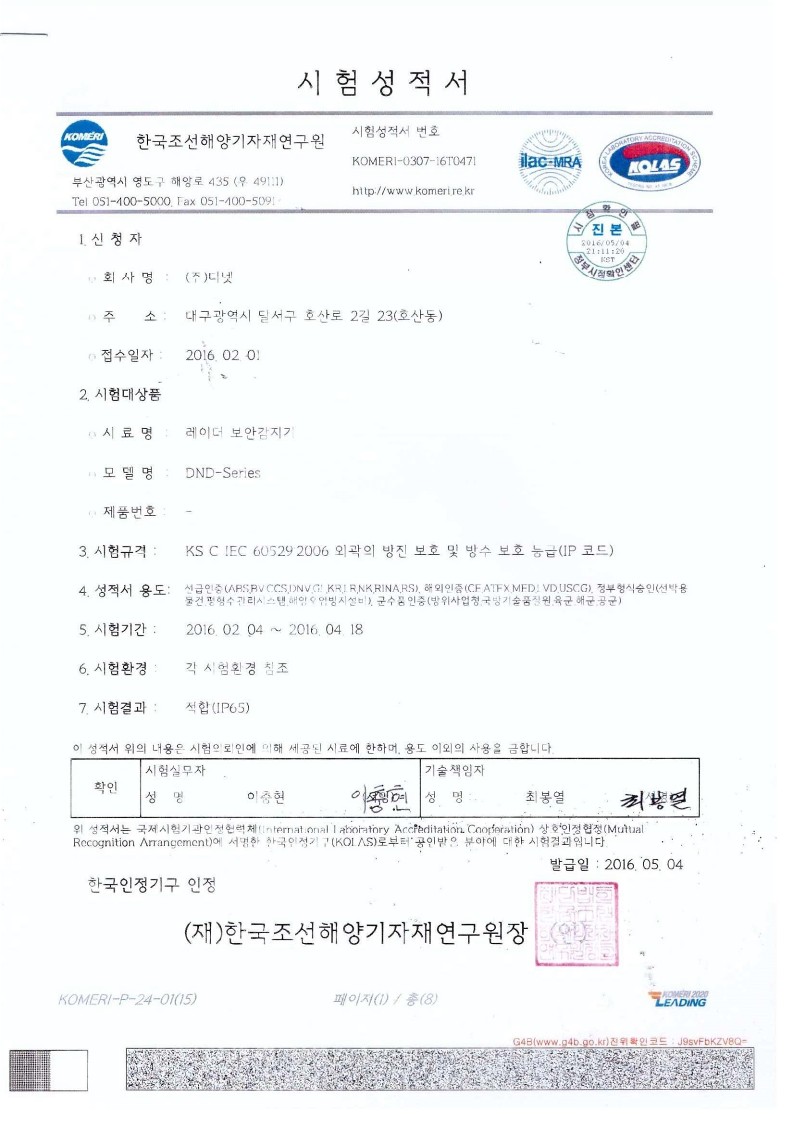 시 험 성 적 서
KOMERI
한국조선해양기자재연구원
부산광역시 영도구 해양로 435 (우 49111)
Tel 051-400-5000, Fax 051-400-5091
시험성적서 번호
KOMERI-0307-16T0471
http://www.komeri.re.kr
ilac-MRA
KOREA LABORATORY ACCREDITATION SCHEME
KOLAS
시점확인필
진본
2016/05/04
21:11:20
KST
정부시점확인센터
1. 신 청 자
○ 회 사 명 : (주)디넷
○ 주 소 : 대구광역시 달서구 호산로 2길 23(호산동)
○ 접수일자 : 2016. 02. 01
2. 시험대상품
○ 시 료 명 : 레이더 보안감지기
○ 모 델 명 : DND-Series
○ 제품번호 : -
3. 시험규격 : KS C IEC 60529:2006 외곽의 방진 보호 및 방수 보호 등급(IP 코드)
4. 성적서 용도: 선급인증(ABS,BV,CCS,DNV,GL,KR,LR,NK,RINA,RS), 해외인증(CE,ATEX,MED,LVD,USCG), 정부형식승인(선박용
물건,평형수관리시스템,해양오염방지설비), 군수품인증(방위사업청,국방기술품질원,육군,해군,공군)
5. 시험기간 : 2016. 02. 04 ~ 2016. 04. 18
6. 시험환경 : 각 시험환경 참조
7. 시험결과 : 적합(IP65)
이 성적서 위의 내용은 시험의뢰인에 의해 제공된 시료에 한하며, 용도 이외의 사용을 금합니다.
확인
시험실무자
성 명 이충현
기술책임자
성 명 : 최봉열
위 성적서는 국제시험기관인정협력체(International Laboratory Accreditation Cooperation) 상호인정협정(Mutual
Recognition Arrangement)에 서명한 한국인정기구(KOLAS)로부터 공인받은 분야에 대한 시험결과입니다
발급일 : 2016. 05. 04
한국인정기구 인정
(재)한국조선해양기자재연구원장 (인)
KOMERI-P-24-01(15)
페이지(1) / 총(8)
KOMERI 2020
LEADING
G4B(www.g4b.go.kr)진위확인코드 : J9svFbKZV8Q=